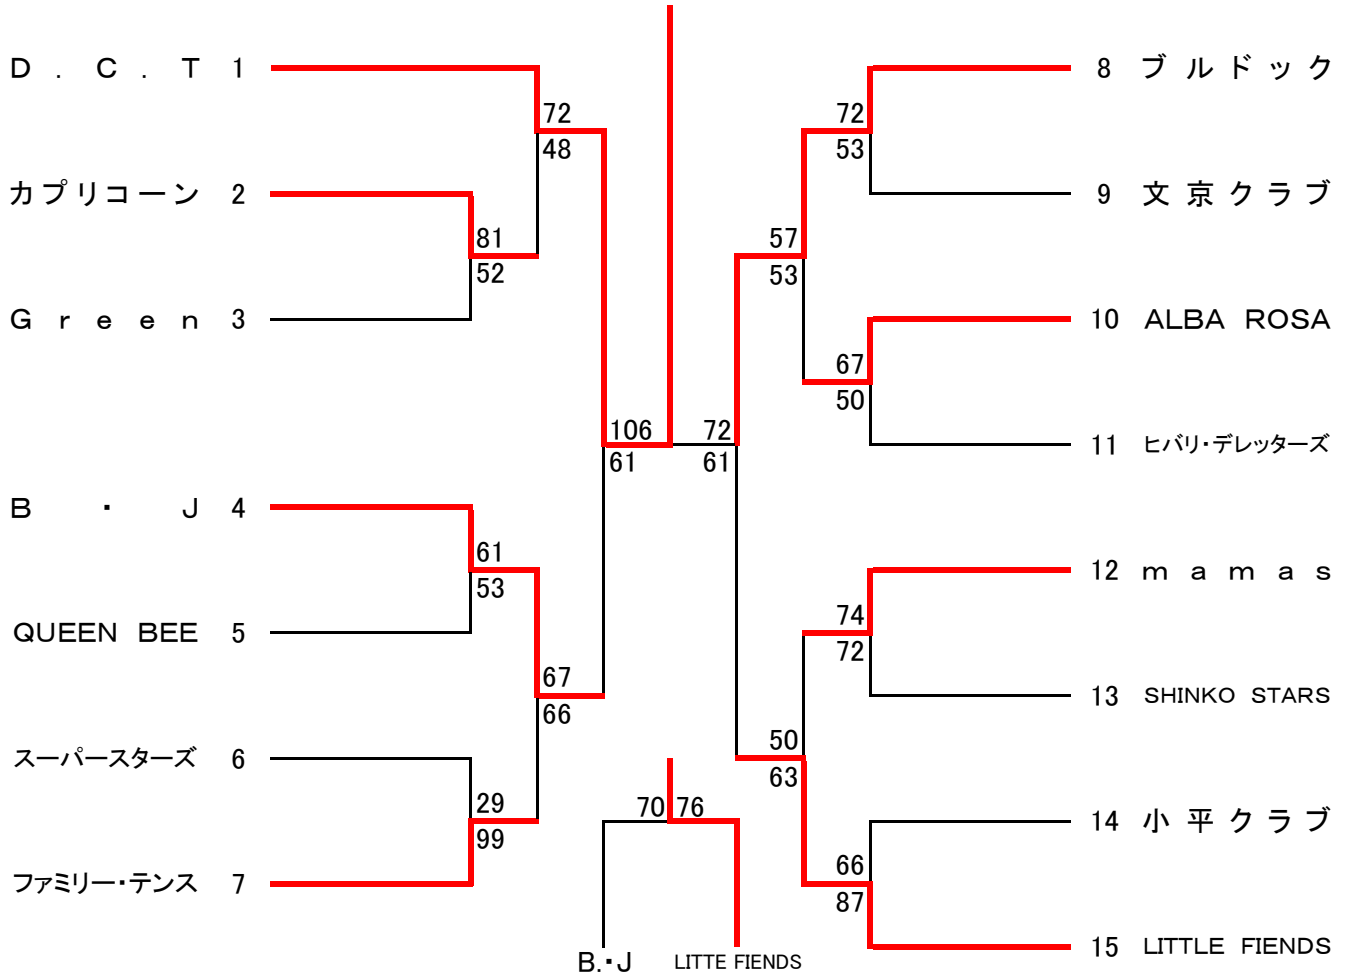 D．C．T 1
72
48
カプリコーン 2
81
52
Green 3
106
61
B・J 4
61
53
QUEEN BEE 5
67
66
スーパースターズ 6
29
99
ファミリー・テンス 7
8 ブルドック
72
53
9 文京クラブ
57
53
10 ALBA ROSA
67
50
11 ヒバリ・デレッターズ
72
61
12 mamas
74
72
13 SHINKO STARS
50
63
14 小平クラブ
66
87
15 LITTLE FIENDS
70 76
B.・J LITTE FIENDS